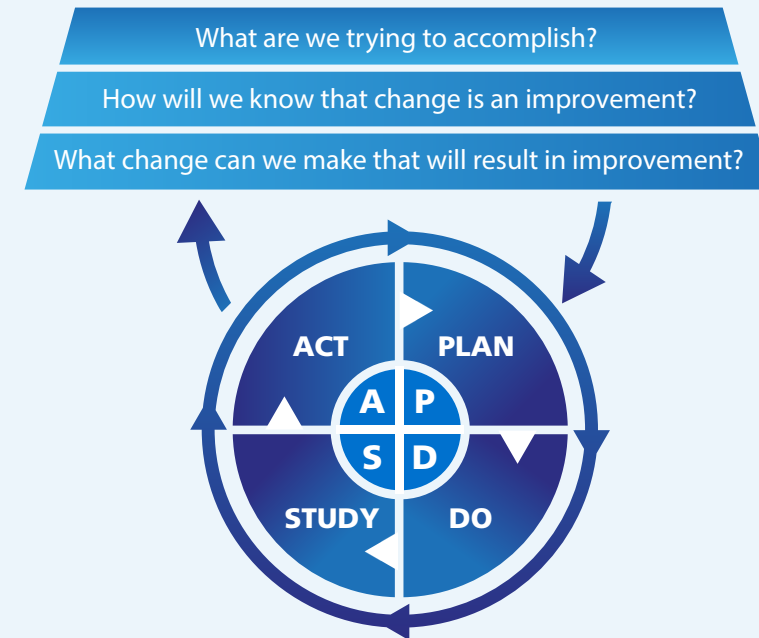 What are we trying to accomplish?
How will we know that change is an improvement?
What change can we make that will result in improvement?
ACT PLAN
A P
S D
STUDY DO